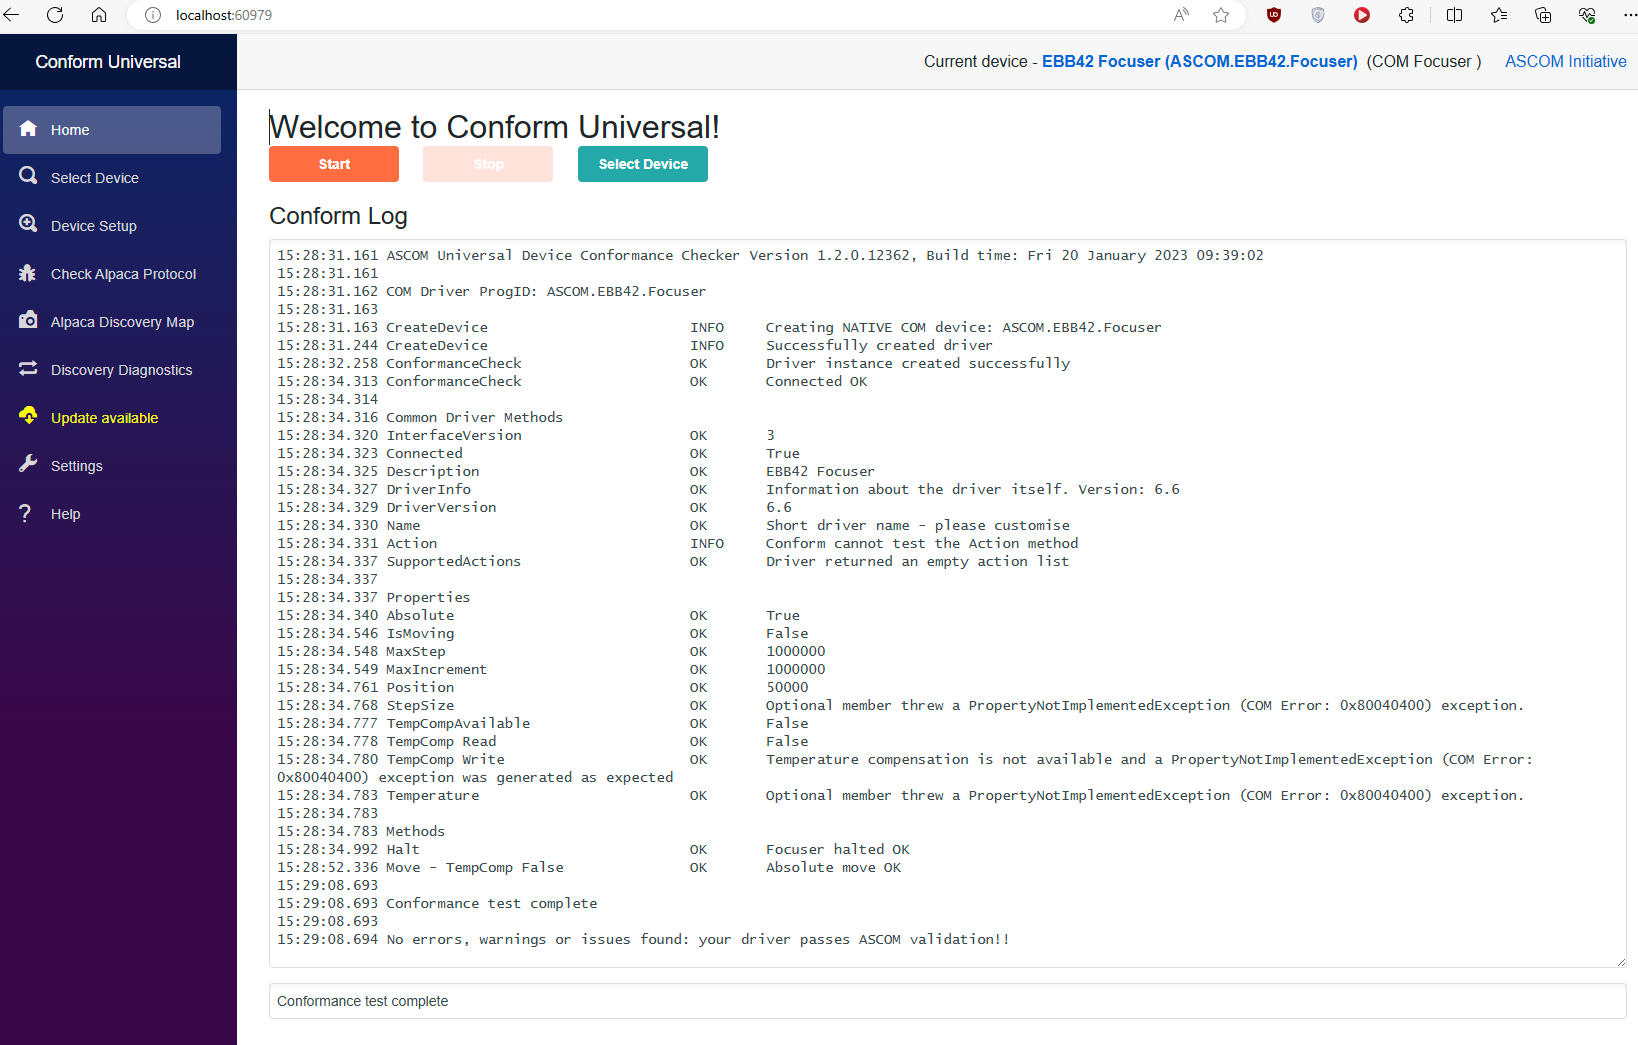 localhost:60979
Conform Universal
Current device - EBB42 Focuser (ASCOM.EBB42.Focuser) (COM Focuser ) ASCOM Initiative
Home
Select Device
Device Setup
Check Alpaca Protocol
Alpaca Discovery Map
Discovery Diagnostics
Update available
Settings
Help
Welcome to Conform Universal!
Start Stop Select Device
Conform Log
15:28:31.161 ASCOM Universal Device Conformance Checker Version 1.2.0.12362, Build time: Fri 20 January 2023 09:39:02
15:28:31.161
15:28:31.162 COM Driver ProgID: ASCOM.EBB42.Focuser
15:28:31.163
15:28:31.163 CreateDevice INFO Creating NATIVE COM device: ASCOM.EBB42.Focuser
15:28:31.244 CreateDevice INFO Successfully created driver
15:28:32.258 ConformanceCheck OK Driver instance created successfully
15:28:34.313 ConformanceCheck OK Connected OK
15:28:34.314
15:28:34.316 Common Driver Methods
15:28:34.320 InterfaceVersion OK 3
15:28:34.323 Connected OK True
15:28:34.325 Description OK EBB42 Focuser
15:28:34.327 DriverInfo OK Information about the driver itself. Version: 6.6
15:28:34.329 DriverVersion OK 6.6
15:28:34.330 Name OK Short driver name - please customise
15:28:34.331 Action INFO Conform cannot test the Action method
15:28:34.337 SupportedActions OK Driver returned an empty action list
15:28:34.337
15:28:34.337 Properties
15:28:34.340 Absolute OK True
15:28:34.546 IsMoving OK False
15:28:34.548 MaxStep OK 1000000
15:28:34.549 MaxIncrement OK 1000000
15:28:34.761 Position OK 50000
15:28:34.768 StepSize OK Optional member threw a PropertyNotImplementedException (COM Error: 0x80040400) exception.
15:28:34.777 TempCompAvailable OK False
15:28:34.778 TempComp Read OK False
15:28:34.780 TempComp Write OK Temperature compensation is not available and a PropertyNotImplementedException (COM Error:
0x80040400) exception was generated as expected
15:28:34.783 Temperature OK Optional member threw a PropertyNotImplementedException (COM Error: 0x80040400) exception.
15:28:34.783
15:28:34.783 Methods
15:28:34.992 Halt OK Focuser halted OK
15:28:52.336 Move - TempComp False OK Absolute move OK
15:29:08.693
15:29:08.693 Conformance test complete
15:29:08.693
15:29:08.694 No errors, warnings or issues found: your driver passes ASCOM validation!!
Conformance test complete